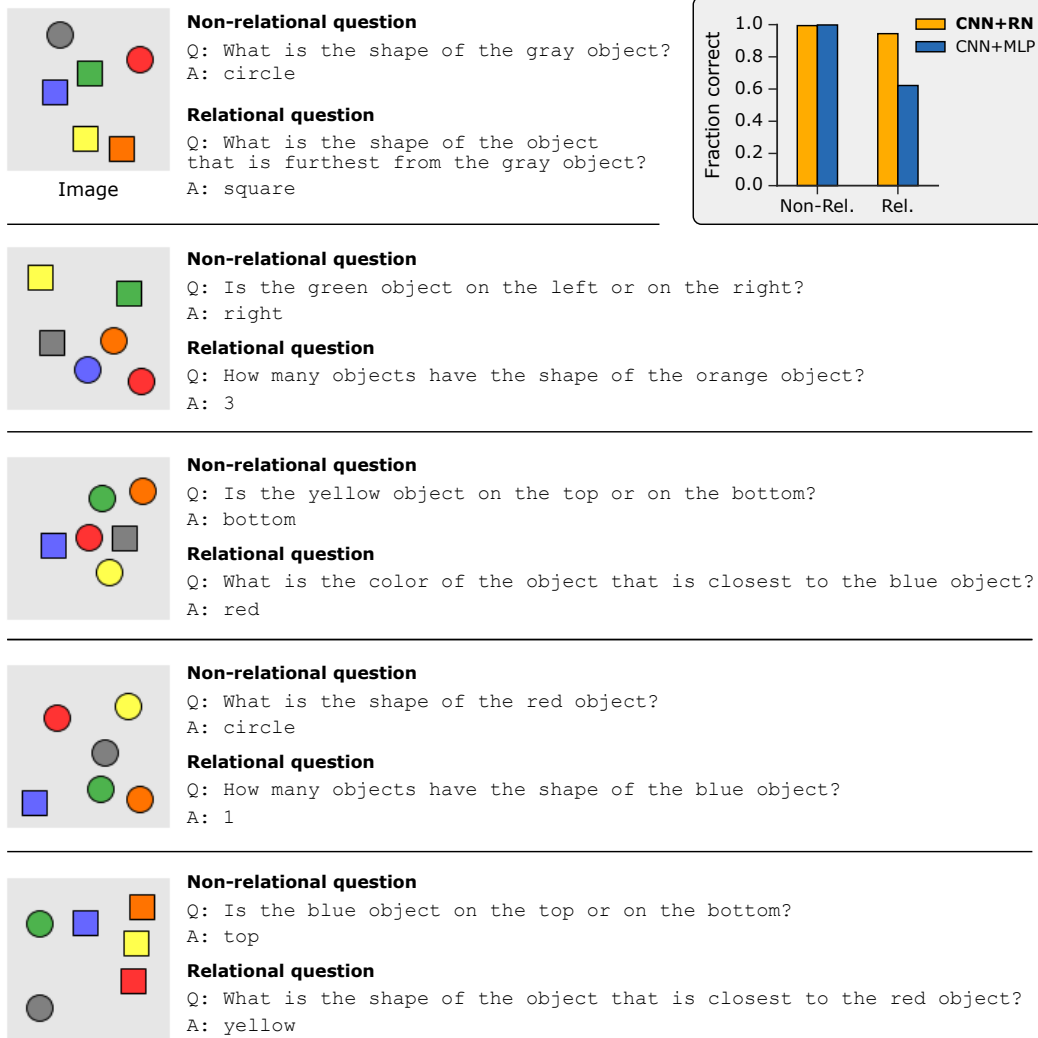 Non-relational question
Q: What is the shape of the gray object?
A: circle
Relational question
Q: What is the shape of the object
that is furthest from the gray object?
A: square
Image
1.0
0.8
0.6
0.4
0.2
0.0
Fraction correct
Non-Rel. Rel.
CNN+RN
CNN+MLP
Non-relational question
Q: Is the green object on the left or on the right?
A: right
Relational question
Q: How many objects have the shape of the orange object?
A: 3
Non-relational question
Q: Is the yellow object on the top or on the bottom?
A: bottom
Relational question
Q: What is the color of the object that is closest to the blue object?
A: red
Non-relational question
Q: What is the shape of the red object?
A: circle
Relational question
Q: How many objects have the shape of the blue object?
A: 1
Non-relational question
Q: Is the blue object on the top or on the bottom?
A: top
Relational question
Q: What is the shape of the object that is closest to the red object?
A: yellow